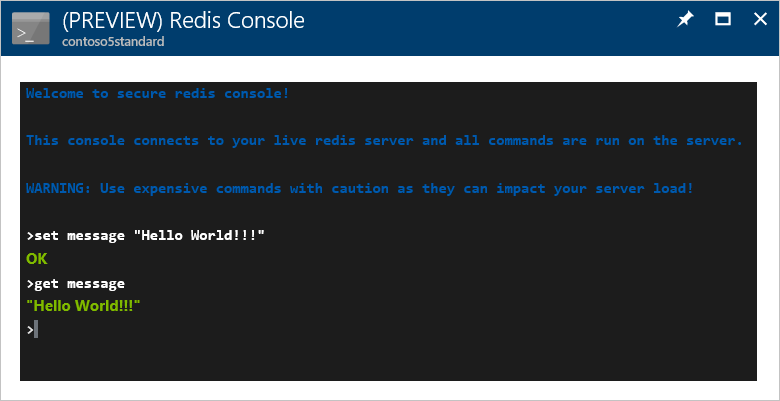 (PREVIEW) Redis Console
contoso5standard
Welcome to secure redis console!
This console connects to your live redis server and all commands are run on the server.
WARNING: Use expensive commands with caution as they can impact your server load!
>set message "Hello World!!!"
OK
>get message
"Hello World!!!"
>